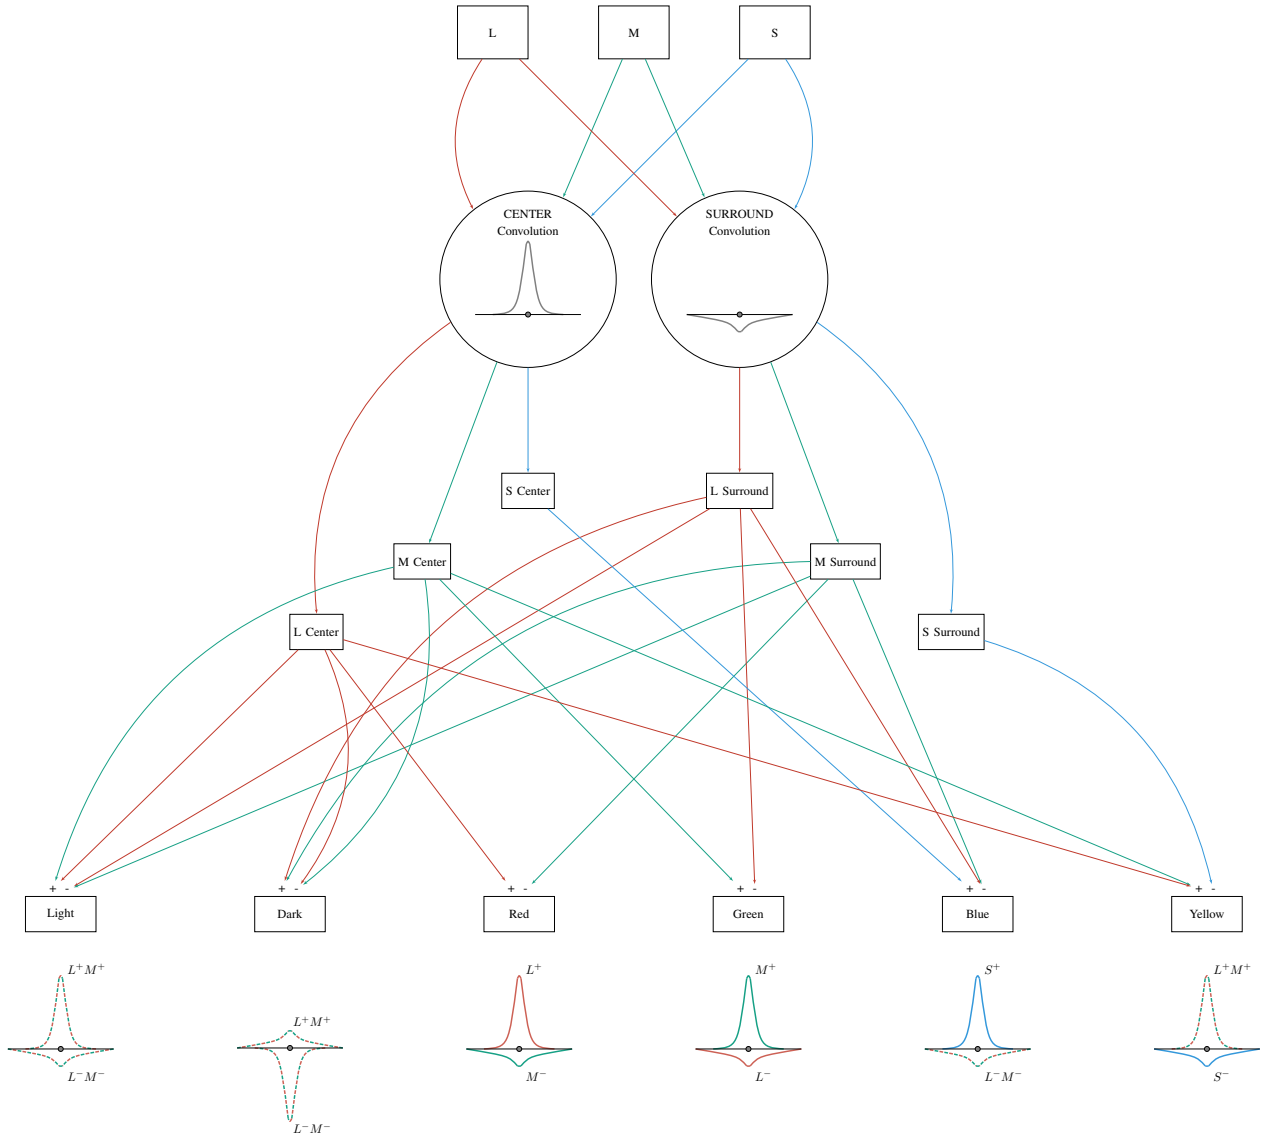 L
M
S
CENTER
Convolution
SURROUND
Convolution
S Center
L Surround
M Center
M Surround
L Center
S Surround
+ -
+ -
+ -
+ -
+ -
+ -
Light
Dark
Red
Green
Blue
Yellow
L⁺M⁺
L⁺
M⁺
S⁺
L⁺M⁺
L⁺M⁺
L⁻M⁻
M⁻
L⁻
L⁻M⁻
S⁻
L⁻M⁻